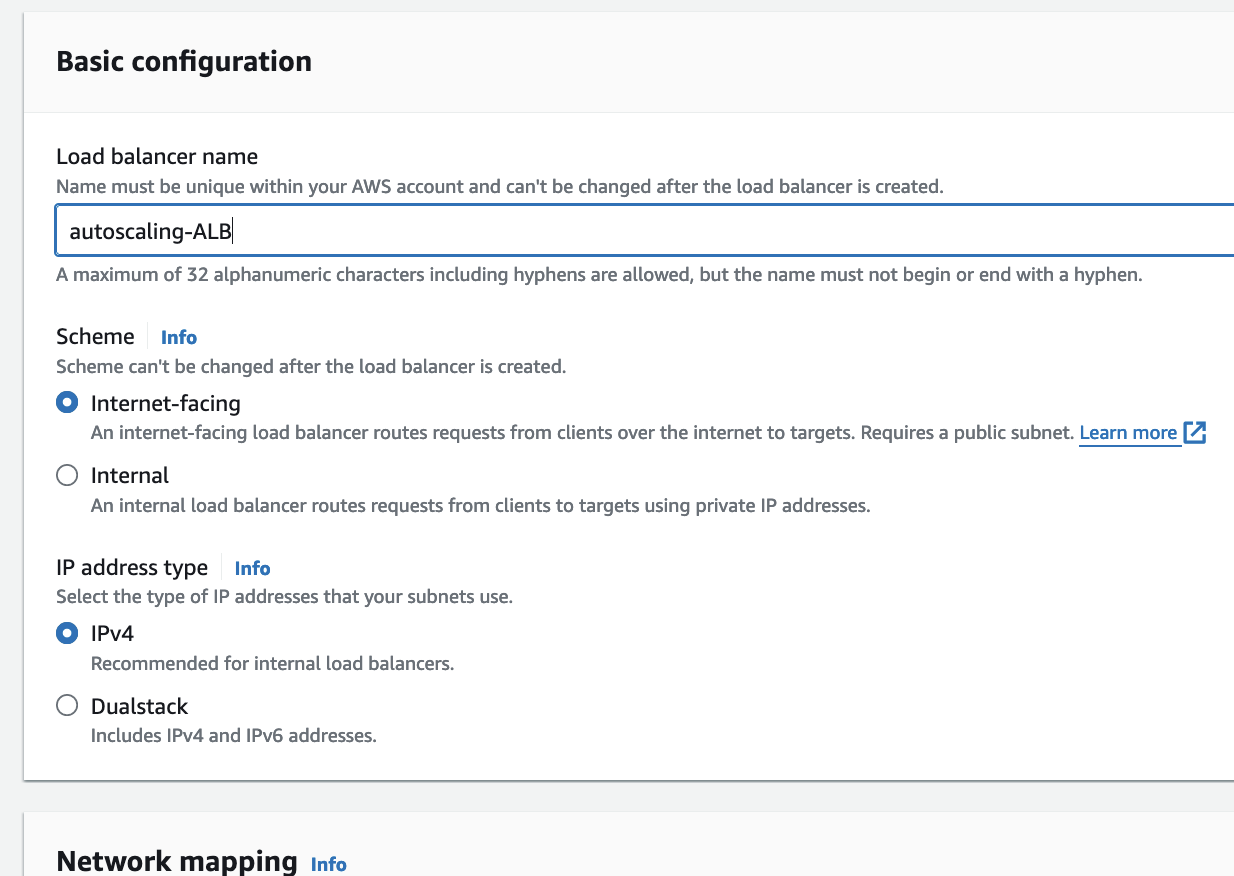 Basic configuration
Load balancer name
Name must be unique within your AWS account and can't be changed after the load balancer is created.
autoscaling-ALB
A maximum of 32 alphanumeric characters including hyphens are allowed, but the name must not begin or end with a hyphen.
Scheme Info
Scheme can't be changed after the load balancer is created.
Internet-facing
An internet-facing load balancer routes requests from clients over the internet to targets. Requires a public subnet. Learn more
Internal
An internal load balancer routes requests from clients to targets using private IP addresses.
IP address type Info
Select the type of IP addresses that your subnets use.
IPv4
Recommended for internal load balancers.
Dualstack
Includes IPv4 and IPv6 addresses.
Network mapping Info